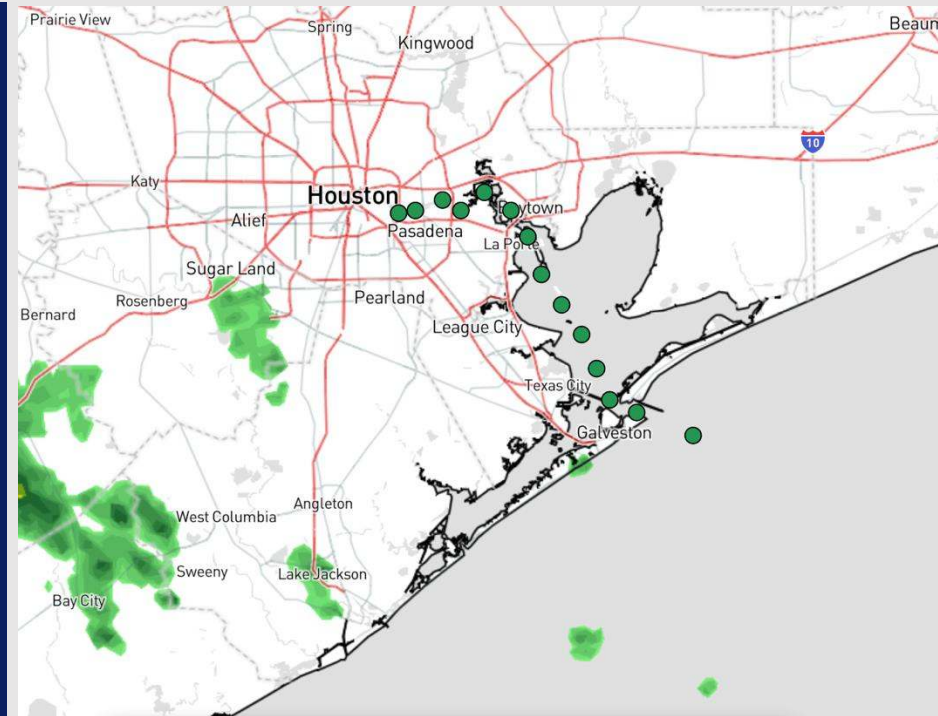 Prairie View
Spring
Beaum
Kingwood
10
Katy
Houston
Baytown
Alief
Pasadena
La Porte
Sugar Land
Rosenberg
Pearland
Bernard
League City
Texas City
Galveston
Angleton
West Columbia
Sweeny
Lake Jackson
Bay City